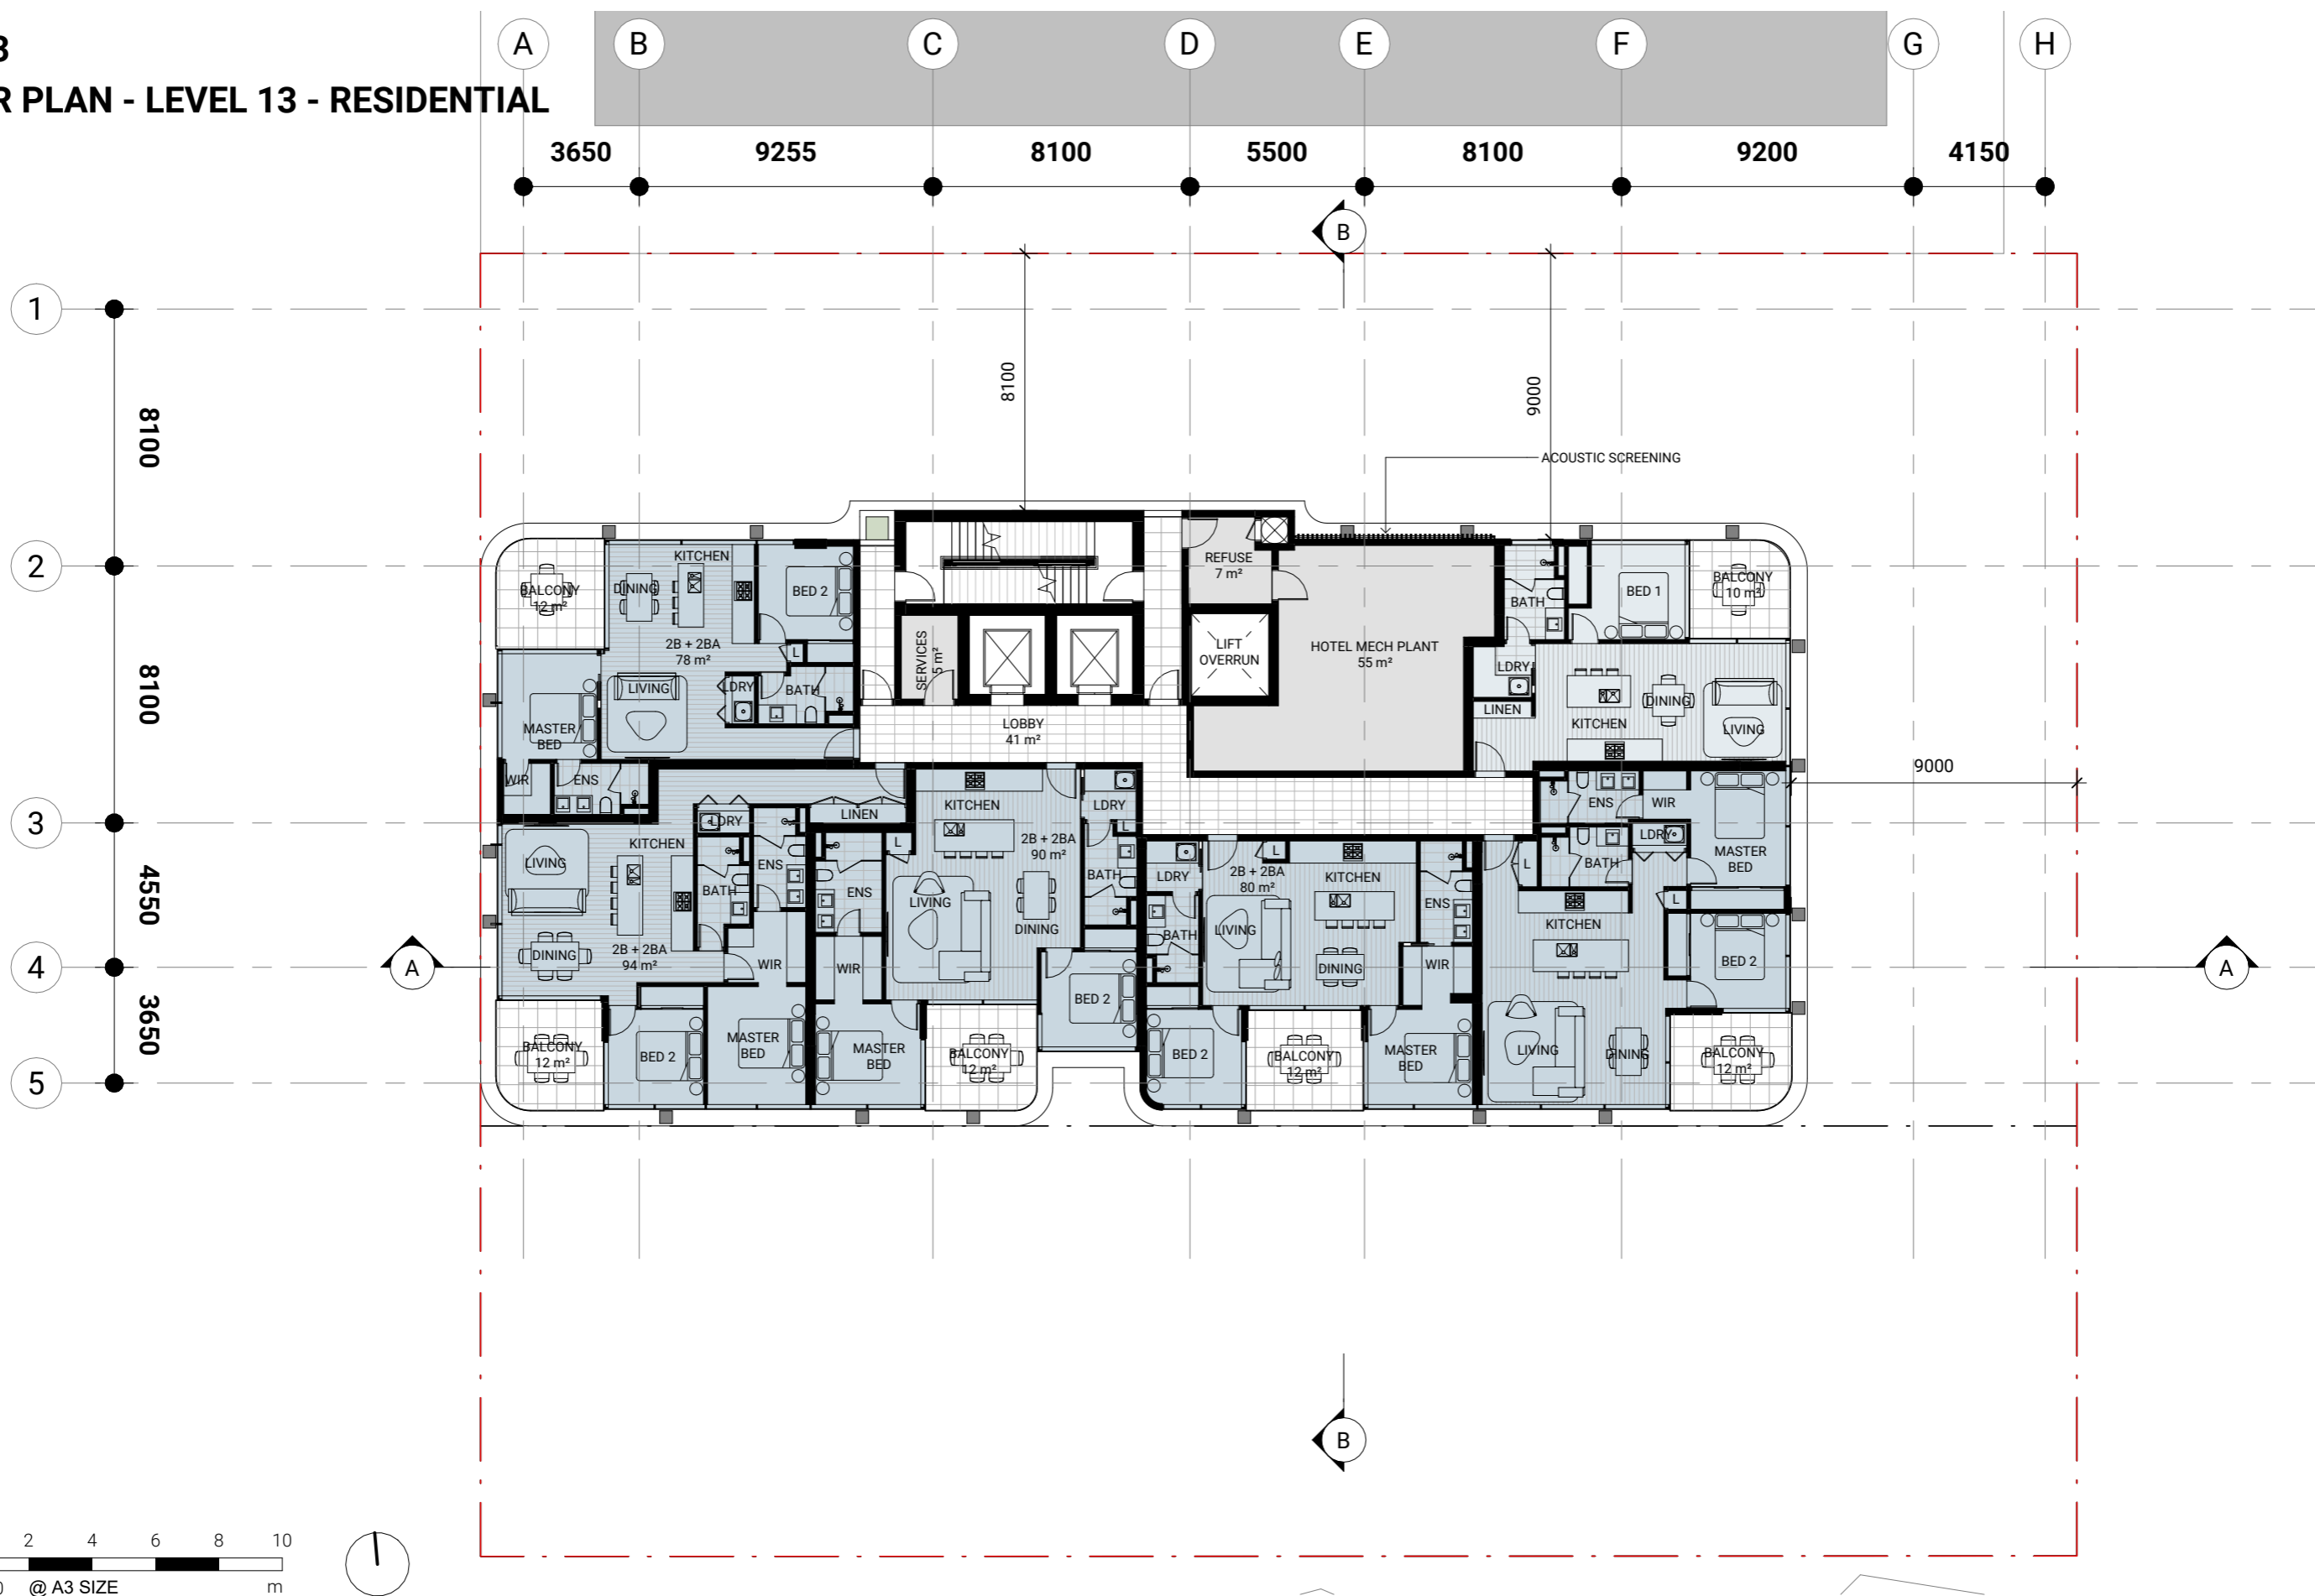 3
R PLAN - LEVEL 13 - RESIDENTIAL
A B C D E F G H
3650 9255 8100 5500 8100 9200 4150
B
1
8100
8100
9000
ACOUSTIC SCREENING
2
8100
BALCONY
12 m²
DINING
KITCHEN
BED 2
2B + 2BA
78 m²
L
LIVING
LDRY
BATH
MASTER
BED
WIR
ENS
SERVICES
5 m²
REFUSE
7 m²
LIFT
OVERRUN
HOTEL MECH PLANT
55 m²
LOBBY
41 m²
BATH
BED 1
BALCONY
10 m²
LDRY
LINEN
KITCHEN
DINING
LIVING
9000
3
4550
LIVING
KITCHEN
LDRY
BATH
ENS
LINEN
DINING
2B + 2BA
94 m²
WIR
BALCONY
12 m²
BED 2
MASTER
BED
L
ENS
WIR
MASTER
BED
KITCHEN
LIVING
2B + 2BA
90 m²
DINING
LDRY
L
BATH
BED 2
BALCONY
12 m²
LDRY
BATH
L
2B + 2BA
80 m²
KITCHEN
LIVING
DINING
ENS
WIR
BED 2
BALCONY
12 m²
MASTER
BED
ENS
WIR
LDRY
BATH
L
MASTER
BED
L
KITCHEN
BED 2
LIVING
DINING
BALCONY
12 m²
4
A
A
3650
5
B
2 4 6 8 10
0 @ A3 SIZE m